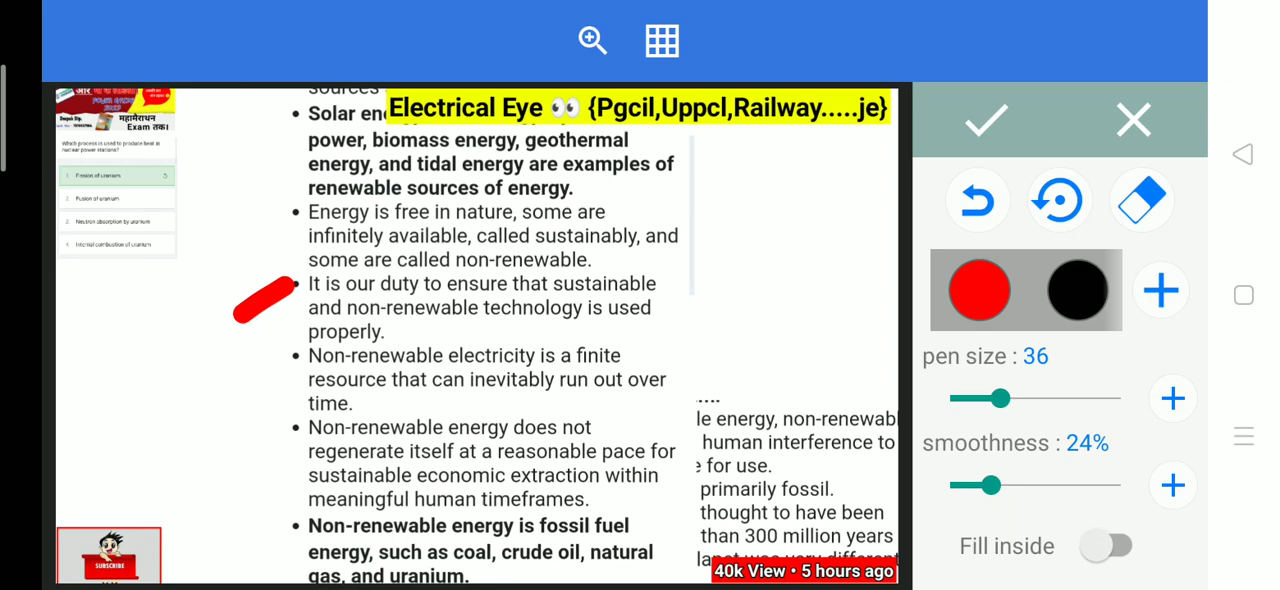 Electrical Eye 👀 {Pgcil,Uppcl,Railway.....je}
महामैराथन
Exam तक।
Which process is used to produce heat in
nuclear power stations?
1. Fission of uranium
2. Fusion of uranium
3. Neutron absorption by uranium
4. Internal combustion of uranium
SUBSCRIBE
sources
• Solar
power, biomass energy, geothermal
energy, and tidal energy are examples of
renewable sources of energy.
• Energy is free in nature, some are
infinitely available, called sustainably, and
some are called non-renewable.
• It is our duty to ensure that sustainable
and non-renewable technology is used
properly.
• Non-renewable electricity is a finite
resource that can inevitably run out over
time.
• Non-renewable energy does not
regenerate itself at a reasonable pace for
sustainable economic extraction within
meaningful human timeframes.
• Non-renewable energy is fossil fuel
energy, such as coal, crude oil, natural
gas, and uranium.
le energy, non-renewabl
human interference to
e for use.
primarily fossil.
thought to have been
than 300 million years
40k View • 5 hours ago
pen size : 36
smoothness : 24%
Fill inside